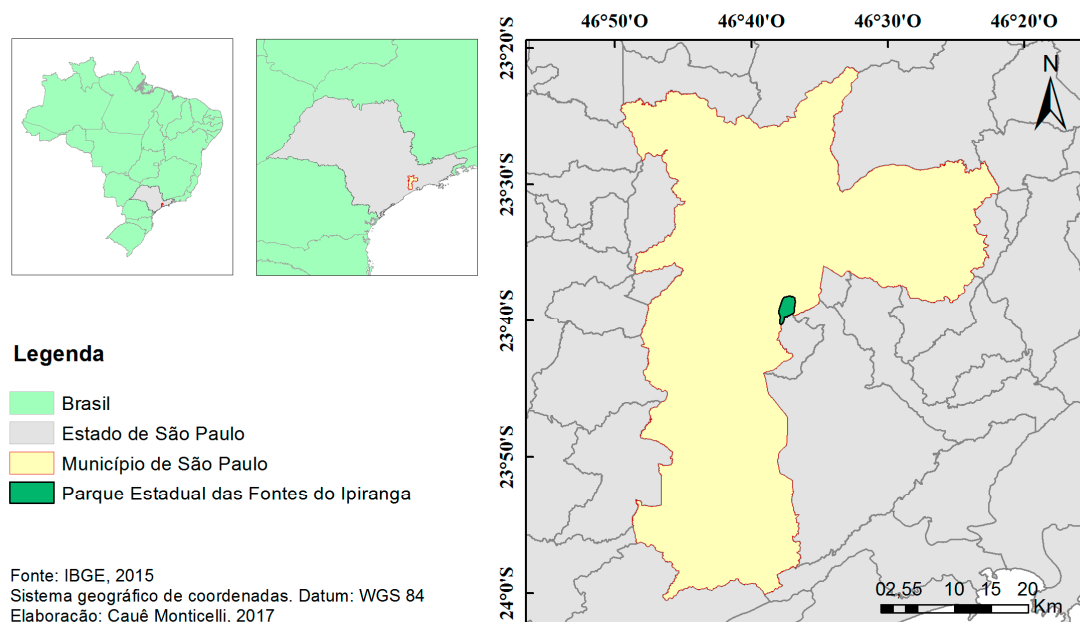 46°50'O 46°40'O 46°30'O 46°20'O
23°20'S
23°30'S
23°40'S
23°50'S
24°0'S
N
Legenda
Brasil
Estado de São Paulo
Município de São Paulo
Parque Estadual das Fontes do Ipiranga
Fonte: IBGE, 2015
Sistema geográfico de coordenadas. Datum: WGS 84
Elaboração: Cauê Monticelli. 2017
02,55 10 15 20
Km